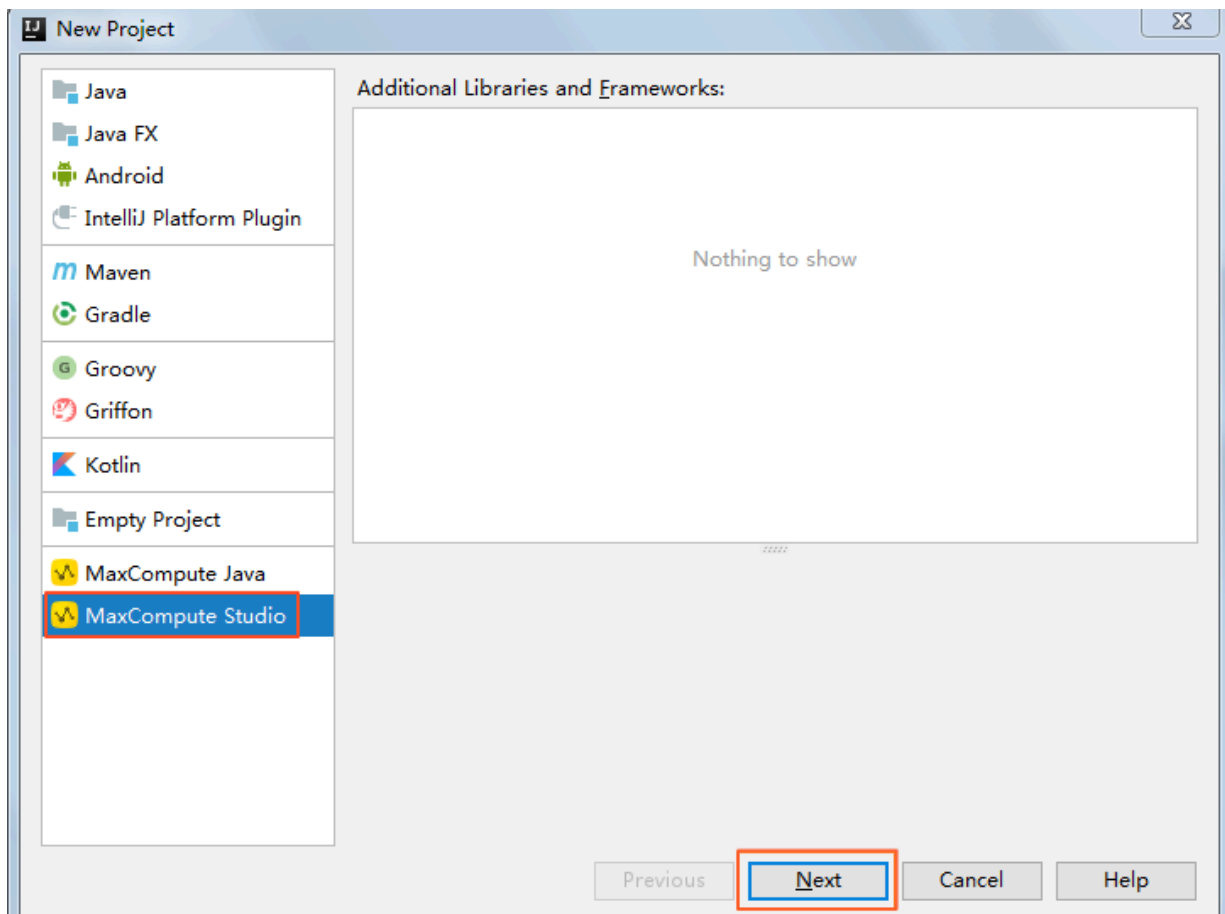 New Project
Java
Java FX
Android
IntelliJ Platform Plugin
Maven
Gradle
Groovy
Griffon
Kotlin
Empty Project
MaxCompute Java
MaxCompute Studio
Additional Libraries and Frameworks:
Nothing to show
Previous
Next
Cancel
Help